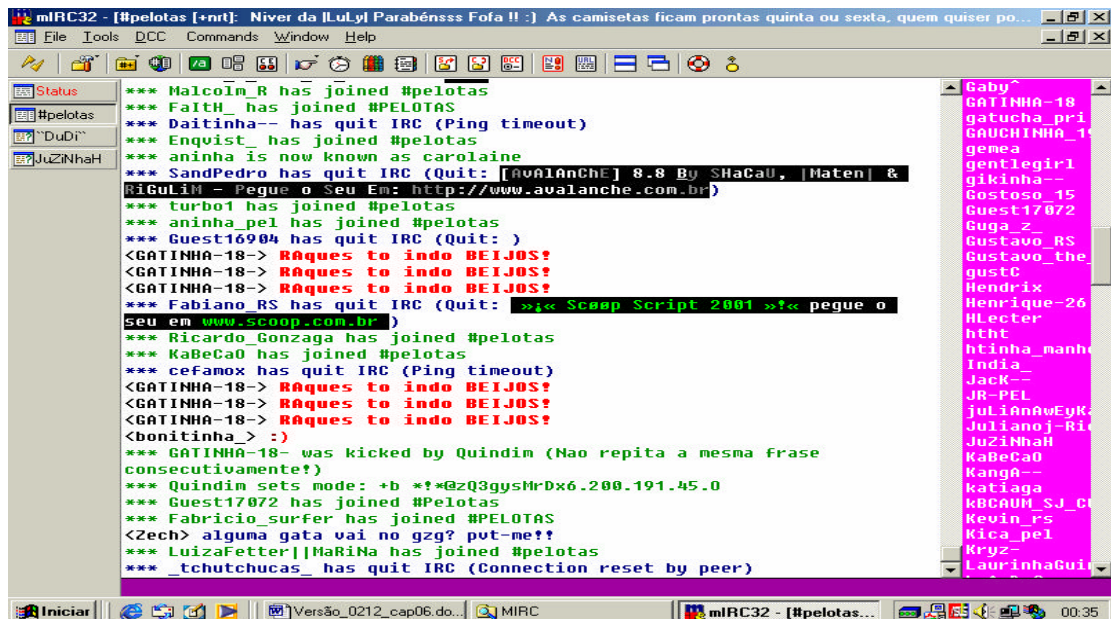 mIRC32 - [#pelotas [+nrt]: Niver da |LuLy| Parabénsss Fofa !! :) As camisetas ficam prontas quinta ou sexta, quem quiser po...
File Tools DCC Commands Window Help
Status
#pelotas
``DuDi``
JuZiNhaH
*** Malcolm_R has joined #pelotas
*** FaItH_ has joined #PELOTAS
*** Daitinha-- has quit IRC (Ping timeout)
*** Enqvist_ has joined #pelotas
*** aninha is now known as carolaine
*** SandPedro has quit IRC (Quit: [AvAlAnChE] 8.8 By SHaCaU, |Maten| &
RiGuLiM - Pegue o Seu Em: http://www.avalanche.com.br)
*** turbo1 has joined #pelotas
*** aninha_pel has joined #pelotas
*** Guest16904 has quit IRC (Quit: )
<GATINHA-18-> RAques to indo BEIJOS!
<GATINHA-18-> RAques to indo BEIJOS!
<GATINHA-18-> RAques to indo BEIJOS!
*** Fabiano_RS has quit IRC (Quit: »¡« Scøøp Script 2001 »!« pegue o
seu em www.scoop.com.br )
*** Ricardo_Gonzaga has joined #pelotas
*** KaBeCaO has joined #pelotas
*** cefamox has quit IRC (Ping timeout)
<GATINHA-18-> RAques to indo BEIJOS!
<GATINHA-18-> RAques to indo BEIJOS!
<GATINHA-18-> RAques to indo BEIJOS!
<bonitinha_> :)
*** GATINHA-18- was kicked by Quindim (Nao repita a mesma frase
consecutivamente!)
*** Quindim sets mode: +b *!*@zQ3gysMrDx6.200.191.45.0
*** Guest17072 has joined #Pelotas
*** Fabricio_surfer has joined #PELOTAS
<Zech> alguma gata vai no gzg? pvt-me!!
*** LuizaFetter||MaRiNa has joined #pelotas
*** _tchutchucas_ has quit IRC (Connection reset by peer)
Gaby^
GATINHA-18
gatucha_pri
GAUCHINHA_19
gemea
gentlegirl
gikinha--
Gostoso_15
Guest17072
Guga_z_
Gustavo_RS
Gustavo_the_
gustC
Hendrix
Henrique-26
HLecter
htht
htinha_manh
India_
JacK--
JR-PEL
juLiAnAwEyK
Julianoj-Ri
JuZiNhaH
KaBeCaO
KangA--
katiaga
kBCAUM_SJ_C
Kevin_rs
Kica_pel
Kryz-
LaurinhaGui
Iniciar
Versão_0212_cap06.do...
MIRC
mIRC32 - [#pelotas...
00:35